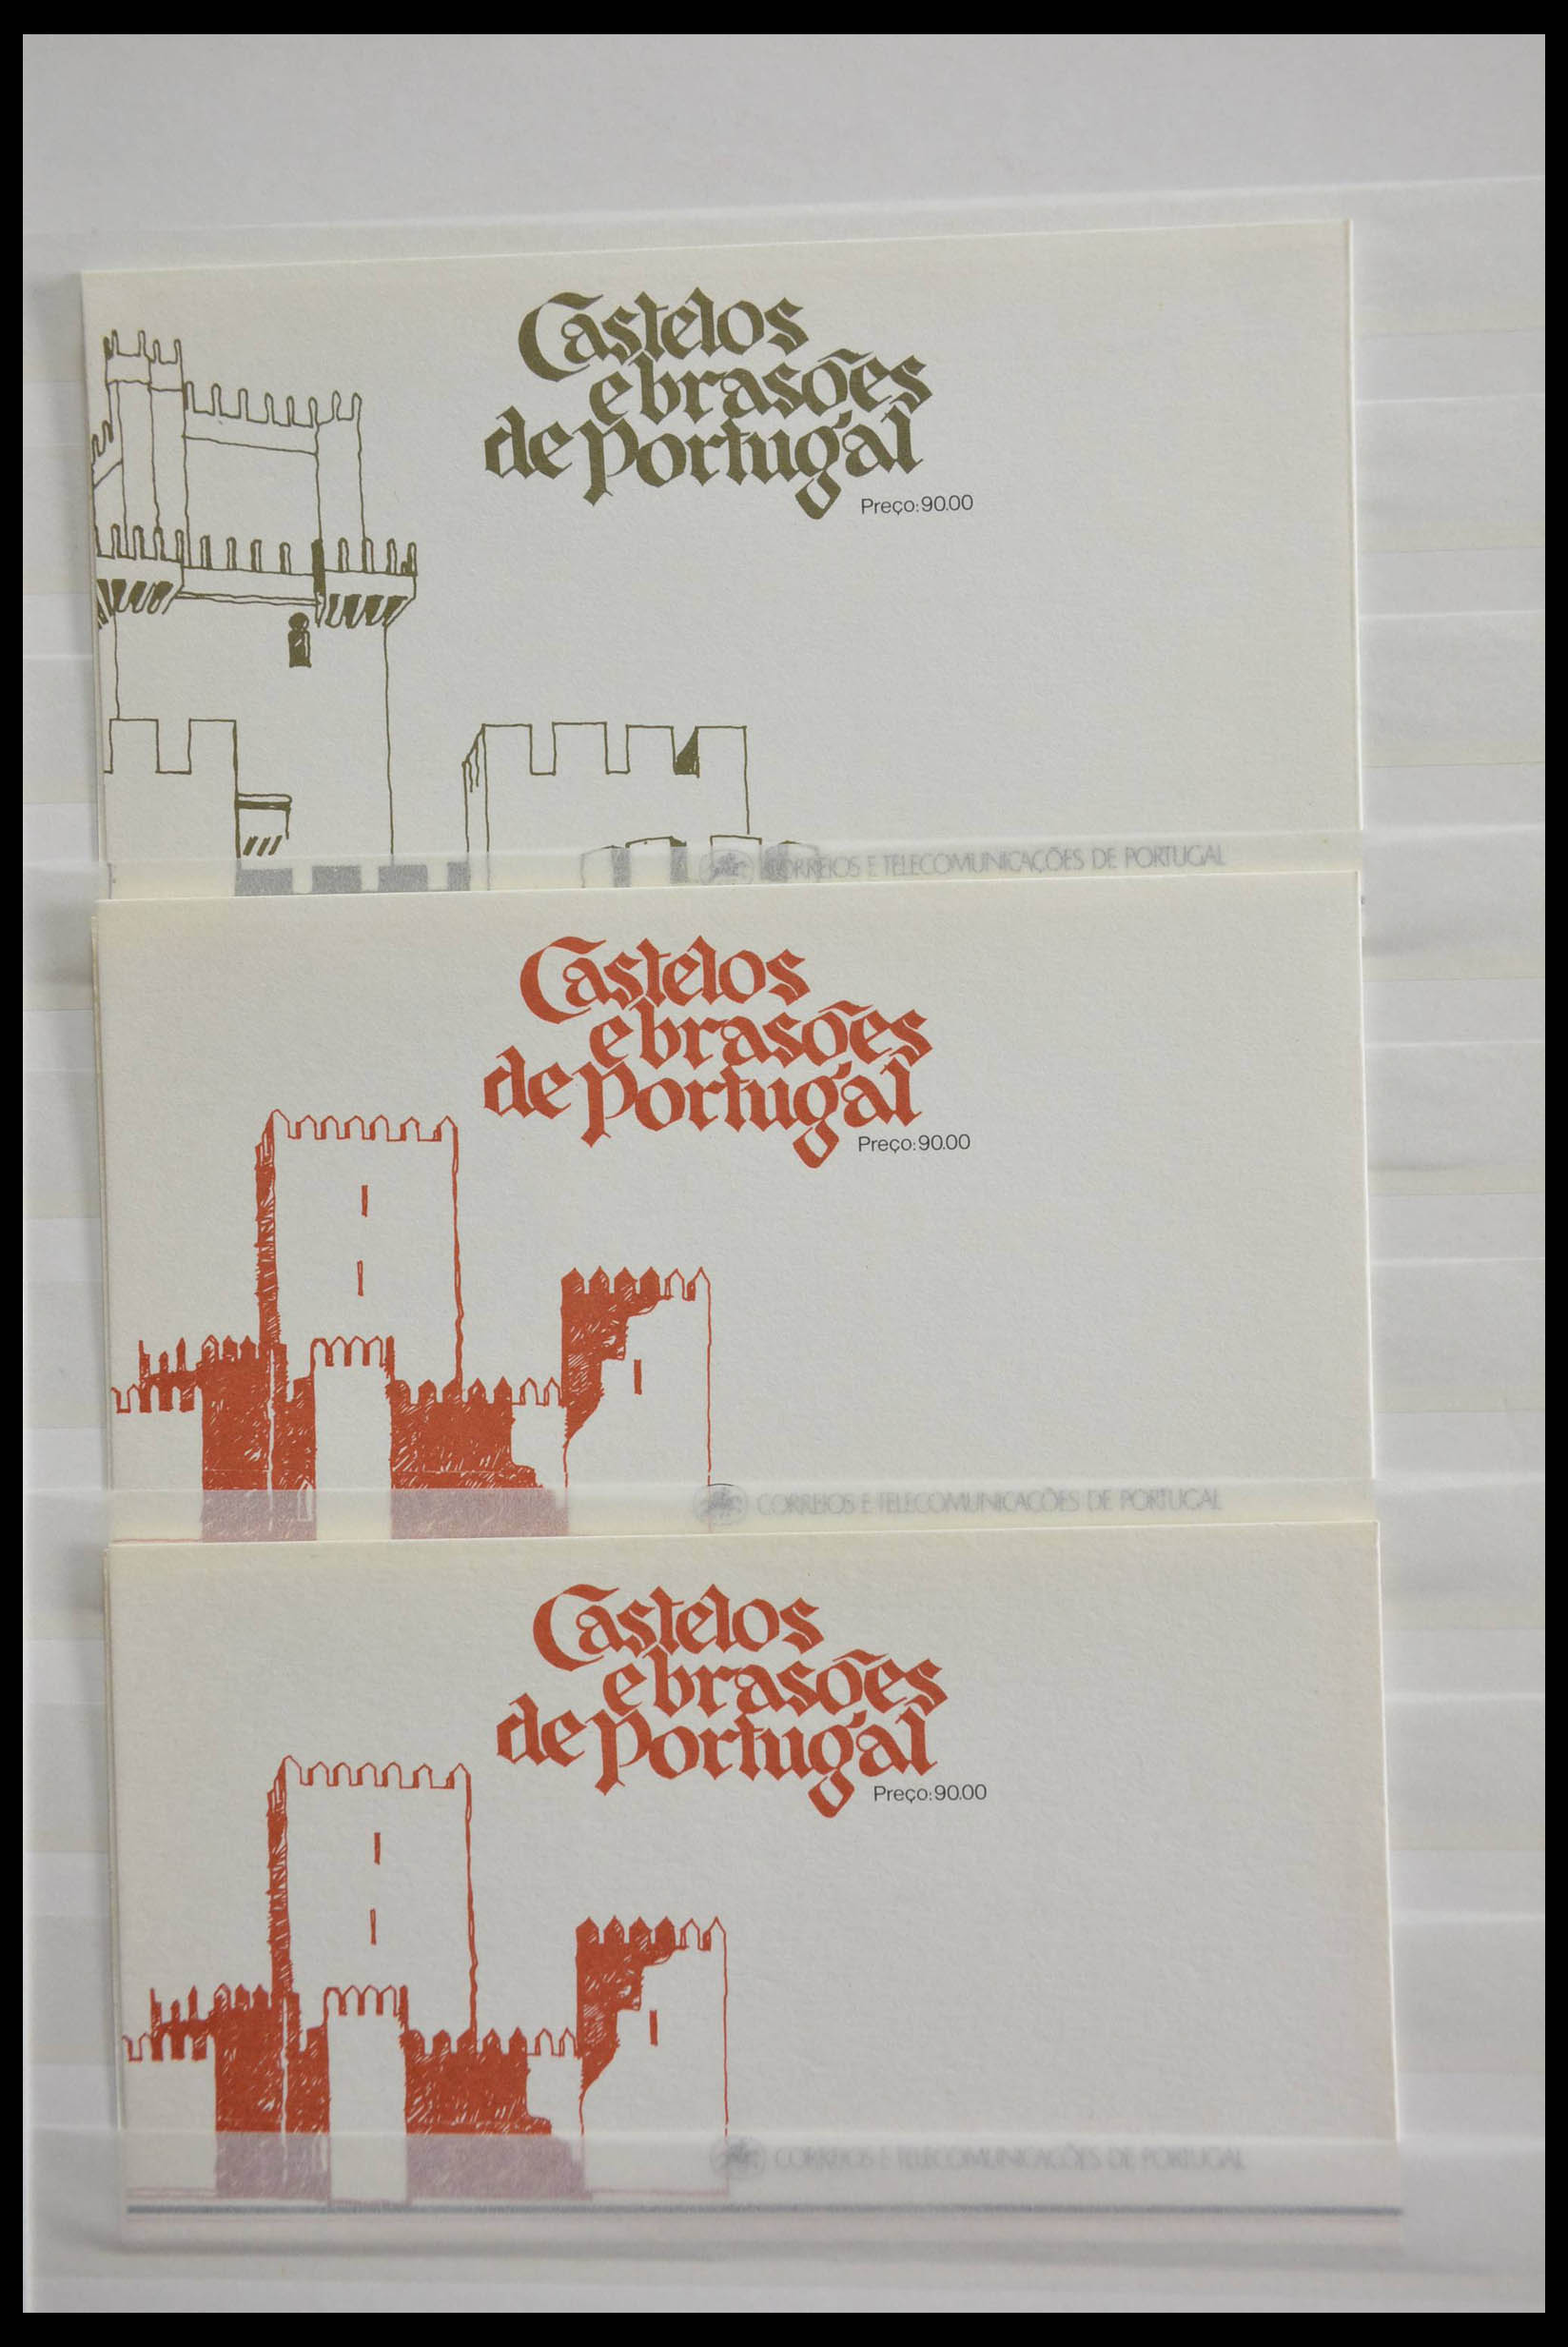 Castelos
e brasões
de Portugal
Preço: 90.00
CORREIOS E TELECOMUNICAÇÕES DE PORTUGAL
Castelos
e brasões
de Portugal
Preço: 90.00
CORREIOS E TELECOMUNICAÇÕES DE PORTUGAL
Castelos
e brasões
de Portugal
Preço: 90.00
CORREIOS E TELECOMUNICAÇÕES DE PORTUGAL